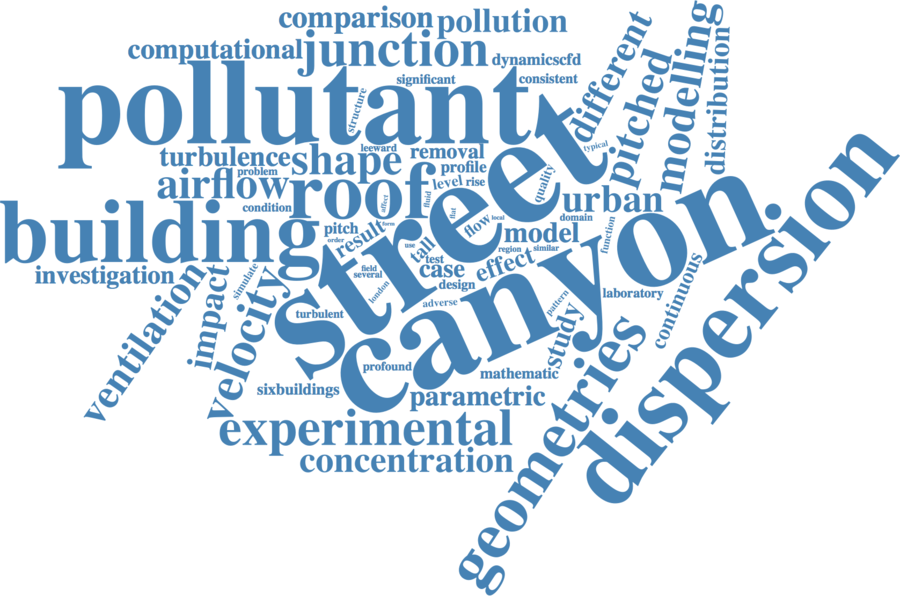 comparison
pollution
computational
junction
dynamicscfd
different
pitched
modelling
distribution
significant
consistent
pollutant
structure
leeward
typical
turbulence
shape
removal
problem
profile
airflow
roof
level
rise
quality
urban
condition
affect
fluid
flat
flow
local
domain
building
pitch
form
result
order
use
tall
model
function
dispersion
street
canyon
test
region
similar
investigation
simulate
impact
ventilation
velocity
field
several
case
effect
design
london
adverse
pattern
laboratory
continuous
turbulent
study
profound
mathematic
sixbuildings
parametric
geometries
experimental
concentration